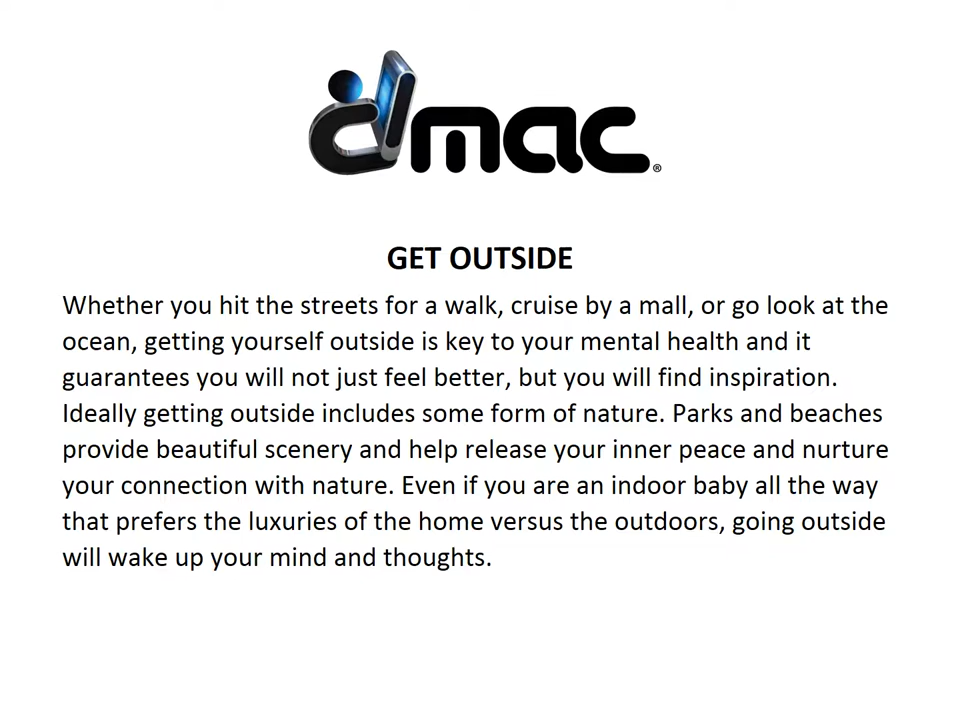 dmac®
GET OUTSIDE
Whether you hit the streets for a walk, cruise by a mall, or go look at the
ocean, getting yourself outside is key to your mental health and it
guarantees you will not just feel better, but you will find inspiration.
Ideally getting outside includes some form of nature. Parks and beaches
provide beautiful scenery and help release your inner peace and nurture
your connection with nature. Even if you are an indoor baby all the way
that prefers the luxuries of the home versus the outdoors, going outside
will wake up your mind and thoughts.